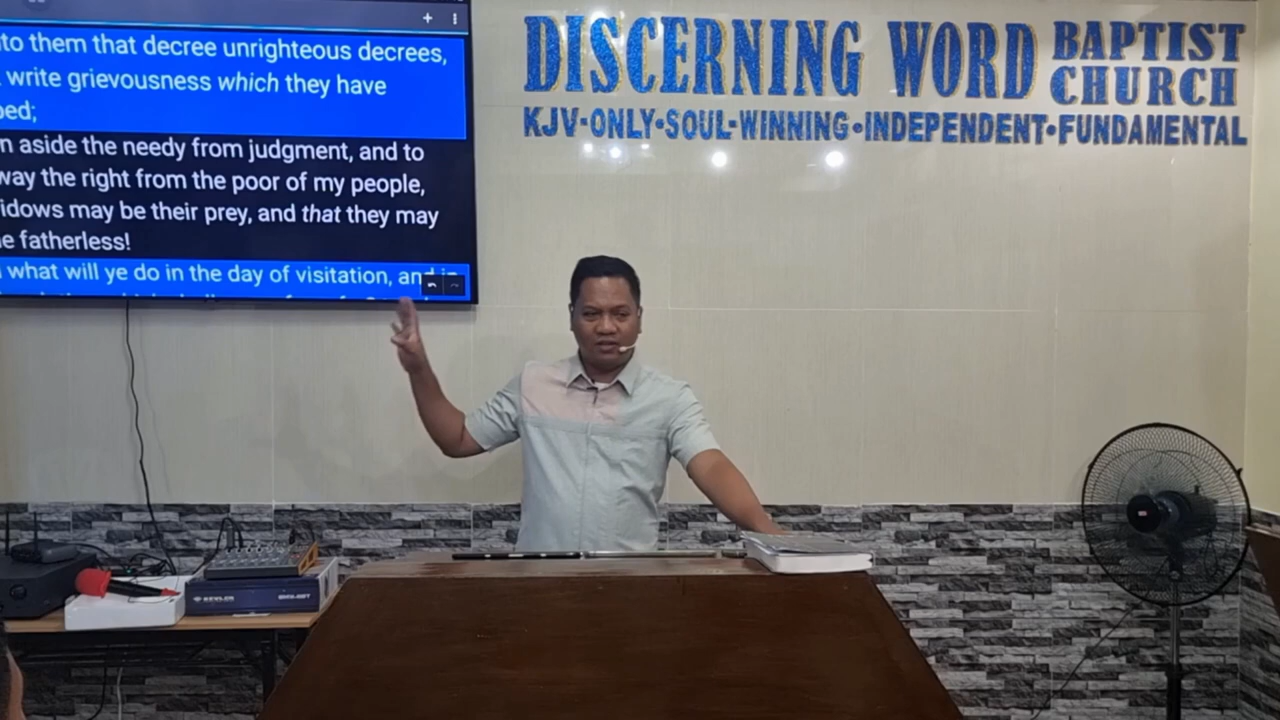 to them that decree unrighteous decrees,
write grievousness which they have
aside the needy from judgment, and to
the right from the poor of my people,
may be their prey, and that they may
fatherless!
what will ye do in the day of visitation, and
DISCERNING WORD BAPTIST CHURCH
KJV-ONLY•SOUL-WINNING•INDEPENDENT•FUNDAMENTAL
KEVLER